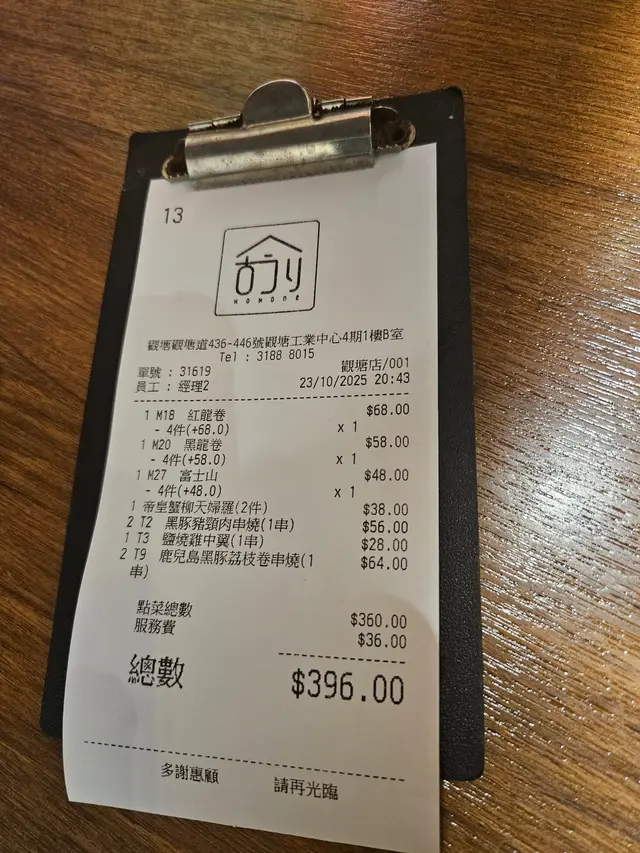 13
HONone
觀塘觀塘道436-446號觀塘工業中心4期1樓B室
Tel : 3188 8015
單號 : 31619 觀塘店/001
員工 : 經理2 23/10/2025 20:43
1 M18 紅龍卷 $68.00
- 4件(+68.0) x 1
1 M20 黑龍卷 $58.00
- 4件(+58.0) x 1
1 M27 富士山 $48.00
- 4件(+48.0) x 1
1 帝皇蟹柳天婦羅(2件) $38.00
2 T2 黑豚豬頸肉串燒(1串) $56.00
1 T3 鹽燒雞中翼(1串) $28.00
2 T9 鹿兒島黑豚荔枝卷串燒(1 $64.00
串)
點菜總數 $360.00
服務費 $36.00
總數 $396.00
多謝惠顧 請再光臨